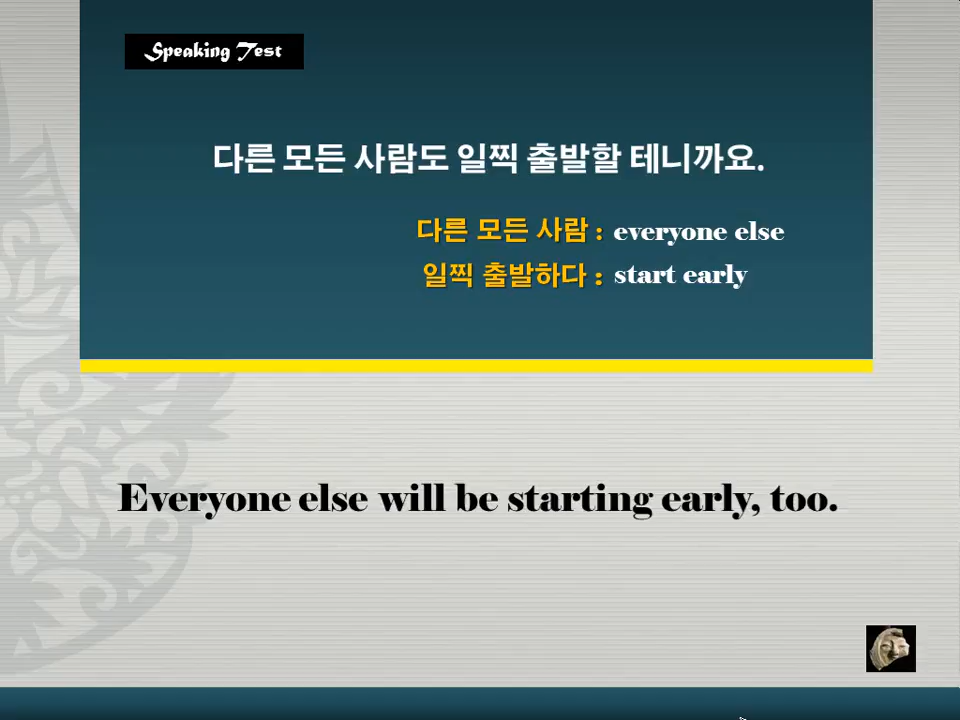 Speaking Test
다른 모든 사람도 일찍 출발할 테니까요.
다른 모든 사람 : everyone else
일찍 출발하다 : start early
Everyone else will be starting early, too.